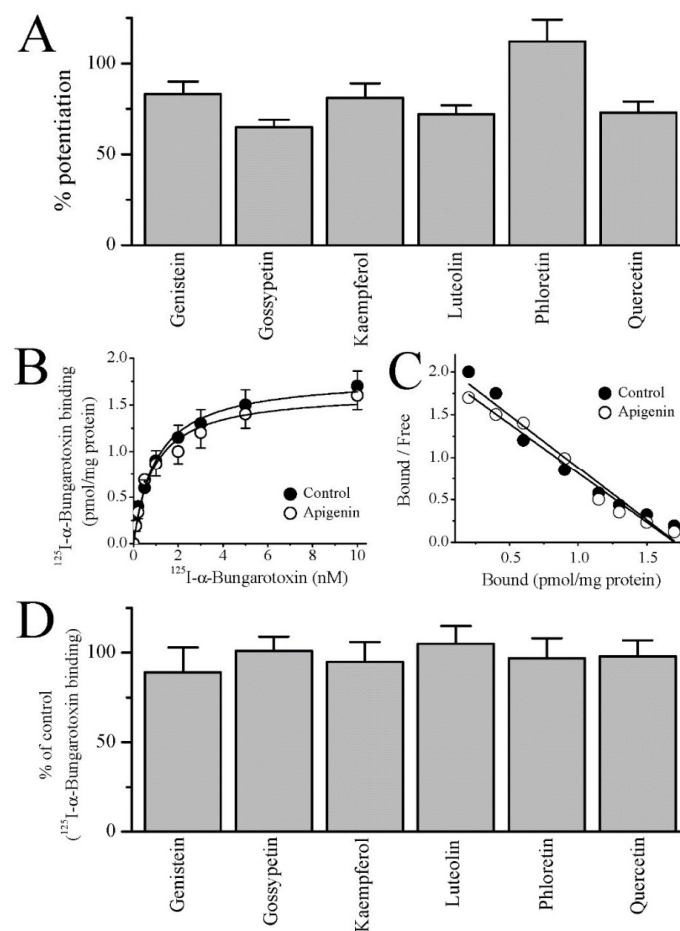 A
% potentiation
100
50
0
Genistein
Gossypetin
Kaempferol
Luteolin
Phloretin
Quercetin
B
¹²⁵I-α-Bungarotoxin binding
(pmol/mg protein)
2.0
1.5
1.0
0.5
0.0
Control
Apigenin
0 2 4 6 8 10
¹²⁵I-α-Bungarotoxin (nM)
C
Bound / Free
2.0
1.5
1.0
0.5
0.0
Control
Apigenin
0.5 1.0 1.5
Bound (pmol/mg protein)
D
% of control
(¹²⁵I-α-Bungarotoxin binding)
100
50
0
Genistein
Gossypetin
Kaempferol
Luteolin
Phloretin
Quercetin